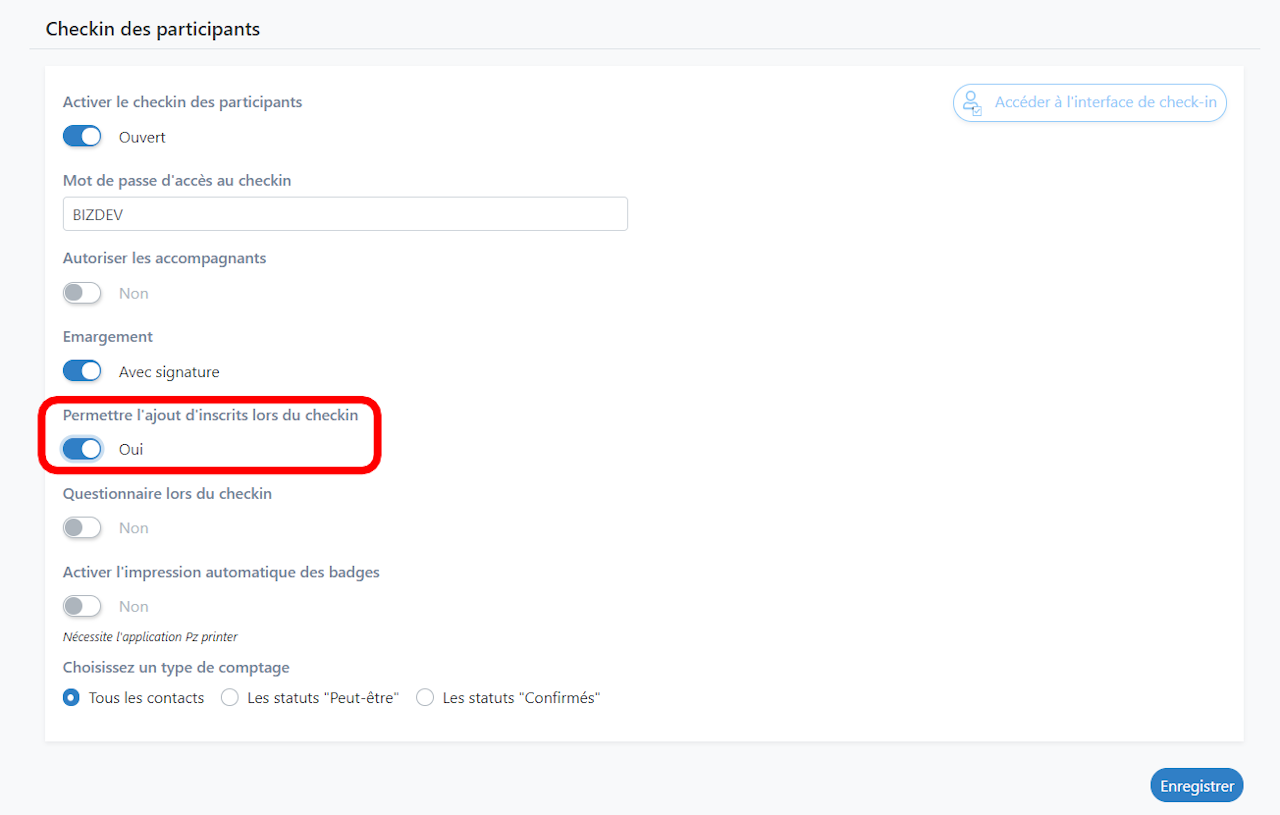 Checkin des participants
Activer le checkin des participants
Accéder à l'interface de check-in
Ouvert
Mot de passe d'accès au checkin
BIZDEV
Autoriser les accompagnants
Non
Emargement
Avec signature
Permettre l'ajout d'inscrits lors du checkin
Oui
Questionnaire lors du checkin
Non
Activer l'impression automatique des badges
Non
Nécessite l'application Pz printer
Choisissez un type de comptage
Tous les contacts Les statuts "Peut-être" Les statuts "Confirmés"
Enregistrer